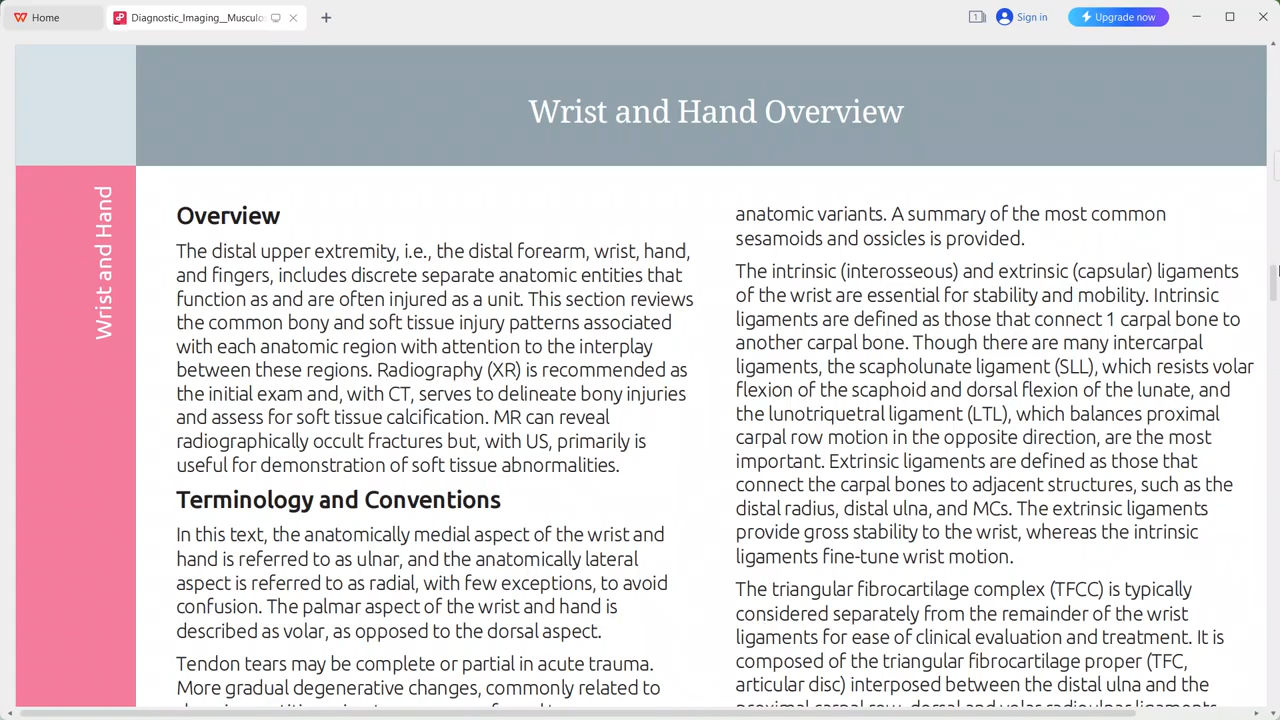 Home
Diagnostic_Imaging__Musculos
1
Sign in
Upgrade now
Wrist and Hand Overview
Wrist and Hand
Overview
The distal upper extremity, i.e., the distal forearm, wrist, hand,
and fingers, includes discrete separate anatomic entities that
function as and are often injured as a unit. This section reviews
the common bony and soft tissue injury patterns associated
with each anatomic region with attention to the interplay
between these regions. Radiography (XR) is recommended as
the initial exam and, with CT, serves to delineate bony injuries
and assess for soft tissue calcification. MR can reveal
radiographically occult fractures but, with US, primarily is
useful for demonstration of soft tissue abnormalities.
Terminology and Conventions
In this text, the anatomically medial aspect of the wrist and
hand is referred to as ulnar, and the anatomically lateral
aspect is referred to as radial, with few exceptions, to avoid
confusion. The palmar aspect of the wrist and hand is
described as volar, as opposed to the dorsal aspect.
Tendon tears may be complete or partial in acute trauma.
More gradual degenerative changes, commonly related to
anatomic variants. A summary of the most common
sesamoids and ossicles is provided.
The intrinsic (interosseous) and extrinsic (capsular) ligaments
of the wrist are essential for stability and mobility. Intrinsic
ligaments are defined as those that connect 1 carpal bone to
another carpal bone. Though there are many intercarpal
ligaments, the scapholunate ligament (SLL), which resists volar
flexion of the scaphoid and dorsal flexion of the lunate, and
the lunotriquetral ligament (LTL), which balances proximal
carpal row motion in the opposite direction, are the most
important. Extrinsic ligaments are defined as those that
connect the carpal bones to adjacent structures, such as the
distal radius, distal ulna, and MCs. The extrinsic ligaments
provide gross stability to the wrist, whereas the intrinsic
ligaments fine-tune wrist motion.
The triangular fibrocartilage complex (TFCC) is typically
considered separately from the remainder of the wrist
ligaments for ease of clinical evaluation and treatment. It is
composed of the triangular fibrocartilage proper (TFC,
articular disc) interposed between the distal ulna and the
proximal carpal row, dorsal and volar radioulnar ligaments